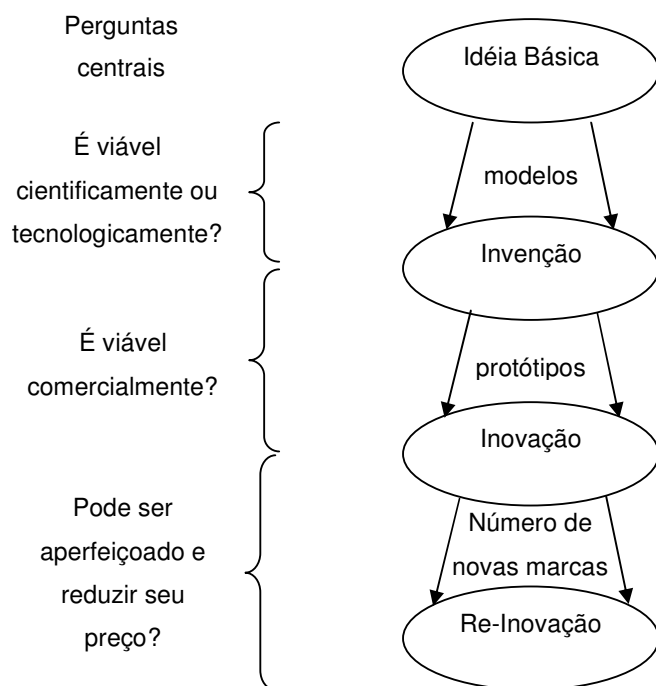 Perguntas
centrais
Idéia Básica
É viável
cientificamente ou
tecnologicamente?
modelos
Invenção
É viável
comercialmente?
protótipos
Inovação
Pode ser
aperfeiçoado e
reduzir seu
preço?
Número de
novas marcas
Re-Inovação